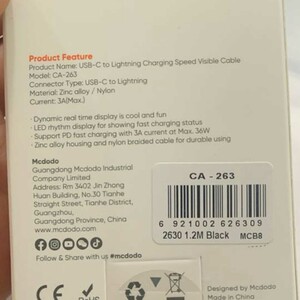 Product Feature
Product Name: USB-C to Lightning Charging Speed Visible Cable
Model: CA-263
Connector Type: USB-C to Lightning
Material: Zinc alloy / Nylon
Current: 3A(Max.)
- Dynamic real time display is cool and fun
- LED rhythm display for showing fast charging status
- Support PD fast charging with 3A current at Max. 36W
- Zinc alloy housing and nylon braided cable for durable using
Mcdodo
Guangdong Mcdodo Industrial
Company Limited
Address: Rm 3402 Jin Zhong
Huan Building, No.30 Tianhe
Straight Street, Tianhe District,
Guangzhou,
Guangdong Province, China
www.mcdodo.com
Follow & Share with us #mcdodo
CA - 263
6 921002 626309
2630 1.2M Black MCB8
CE
RoHS
Designed by Mcdodo
Made in China